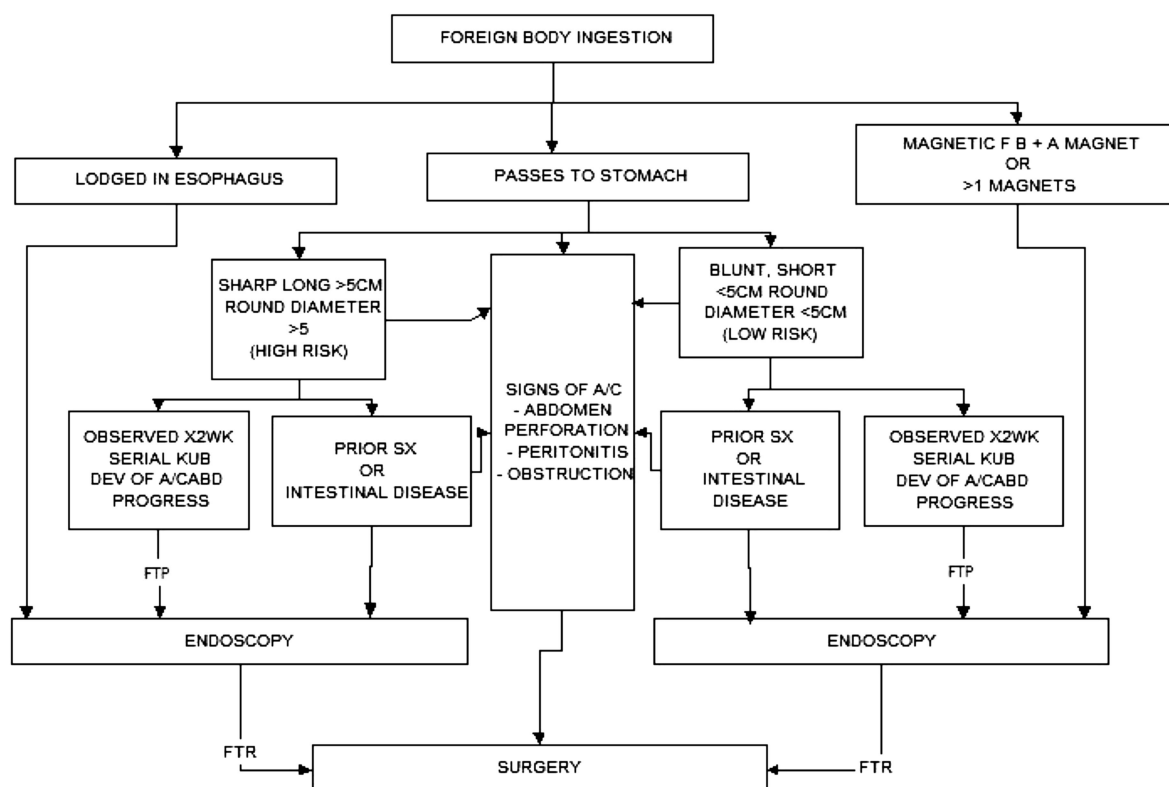 FOREIGN BODY INGESTION
LODGED IN ESOPHAGUS
PASSES TO STOMACH
MAGNETIC F B + A MAGNET
OR
>1 MAGNETS
SHARP LONG >5CM
ROUND DIAMETER
>5
(HIGH RISK)
SIGNS OF A/C
- ABDOMEN
PERFORATION
- PERITONITIS
- OBSTRUCTION
BLUNT, SHORT
<5CM ROUND
DIAMETER <5CM
(LOW RISK)
OBSERVED X2WK
SERIAL KUB
DEV OF A/CABD
PROGRESS
PRIOR SX
OR
INTESTINAL DISEASE
PRIOR SX
OR
INTESTINAL
DISEASE
OBSERVED X2WK
SERIAL KUB
DEV OF A/CABD
PROGRESS
FTP
FTP
ENDOSCOPY
ENDOSCOPY
FTR
FTR
SURGERY